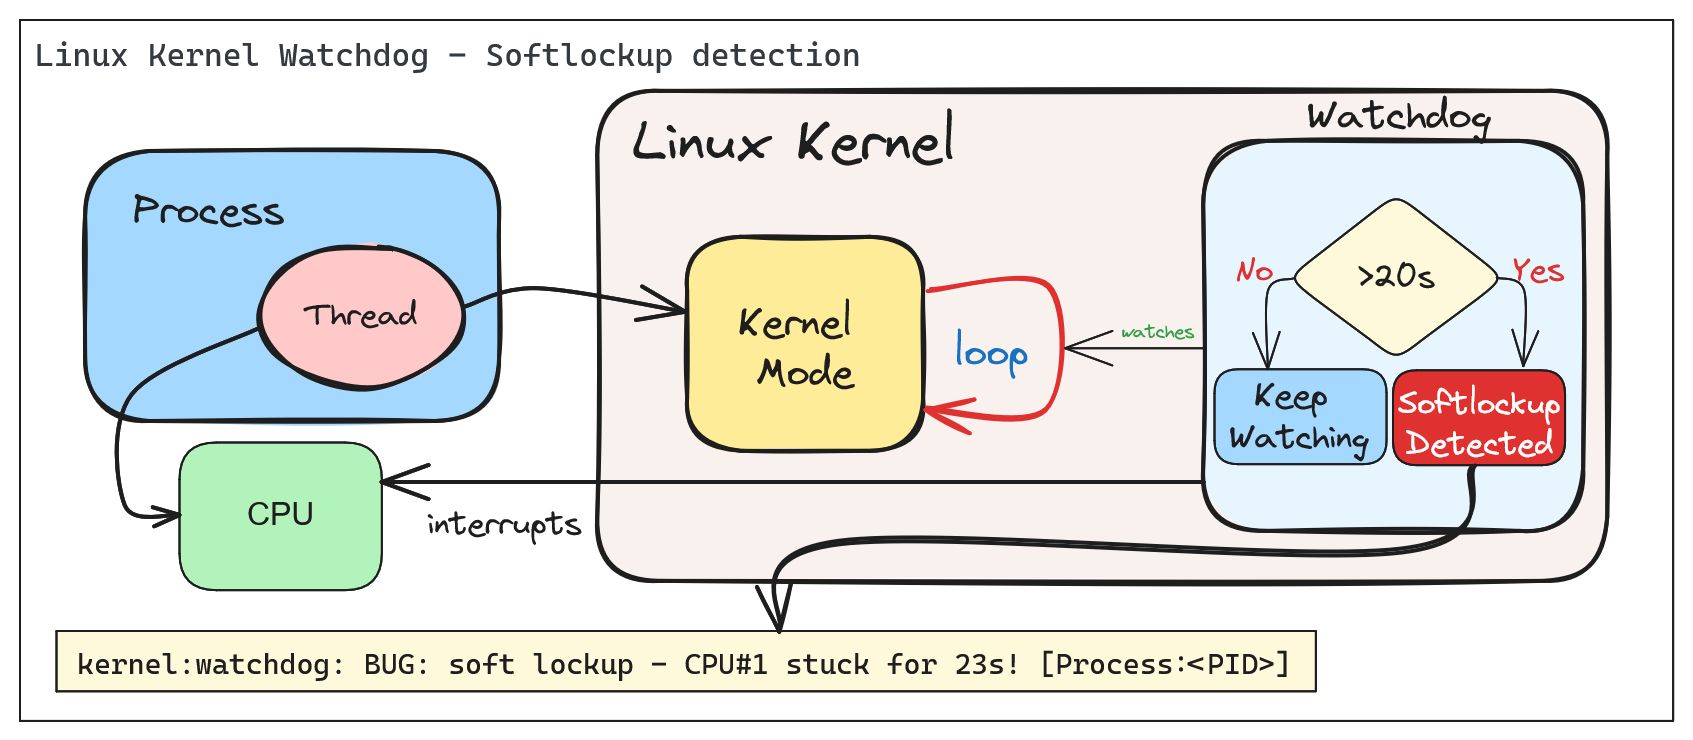 Linux Kernel Watchdog - Softlockup detection
Linux Kernel
Watchdog
Process
Thread
Kernel
Mode
loop
watches
>20s
No
Yes
Keep
Watching
Softlockup
Detected
CPU
interrupts
kernel:watchdog: BUG: soft lockup - CPU#1 stuck for 23s! [Process:<PID>]